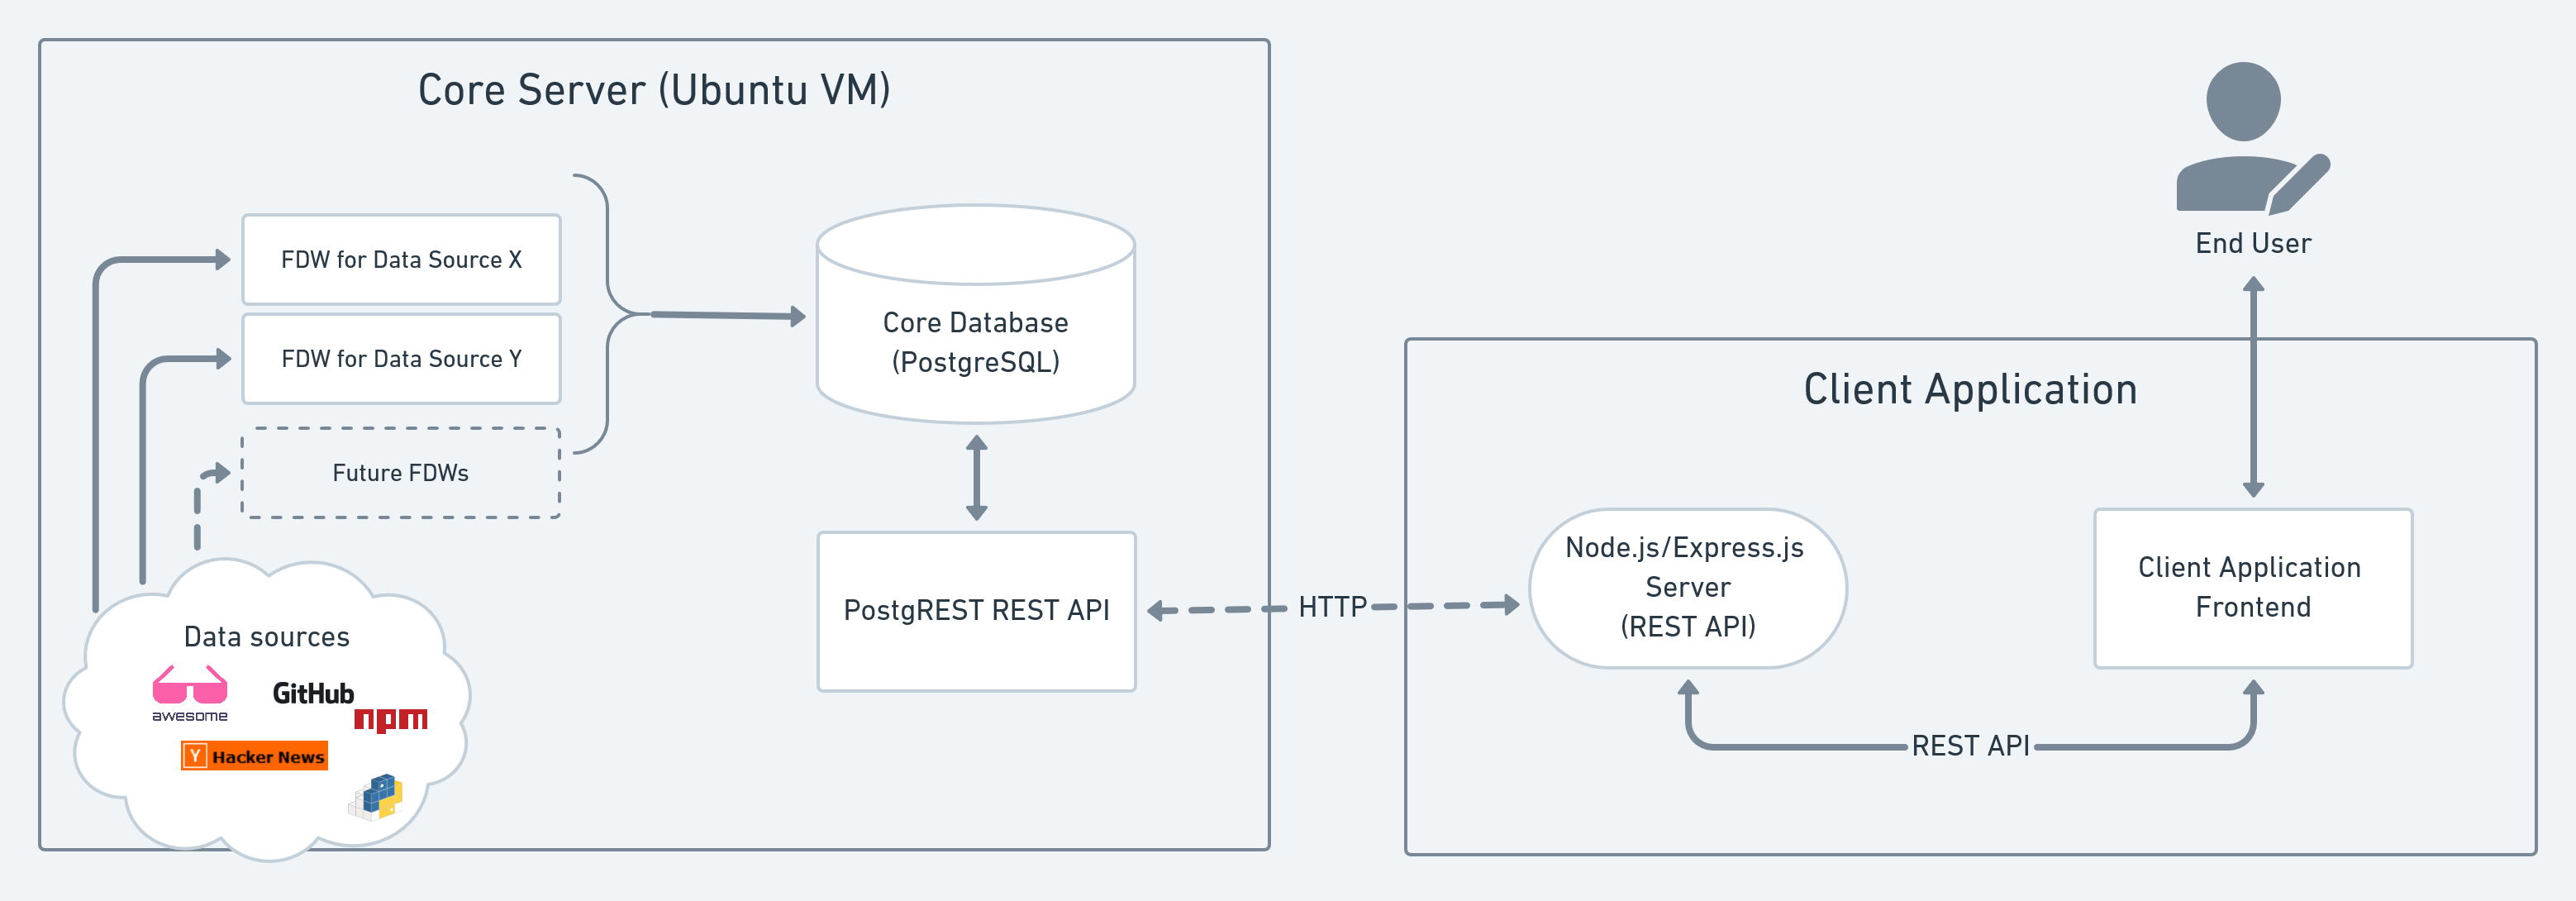 Core Server (Ubuntu VM)
FDW for Data Source X
FDW for Data Source Y
Future FDWs
Data sources
awesome
GitHub
npm
Y Hacker News
Core Database
(PostgreSQL)
PostgREST REST API
HTTP
End User
Client Application
Node.js/Express.js
Server
(REST API)
Client Application
Frontend
REST API